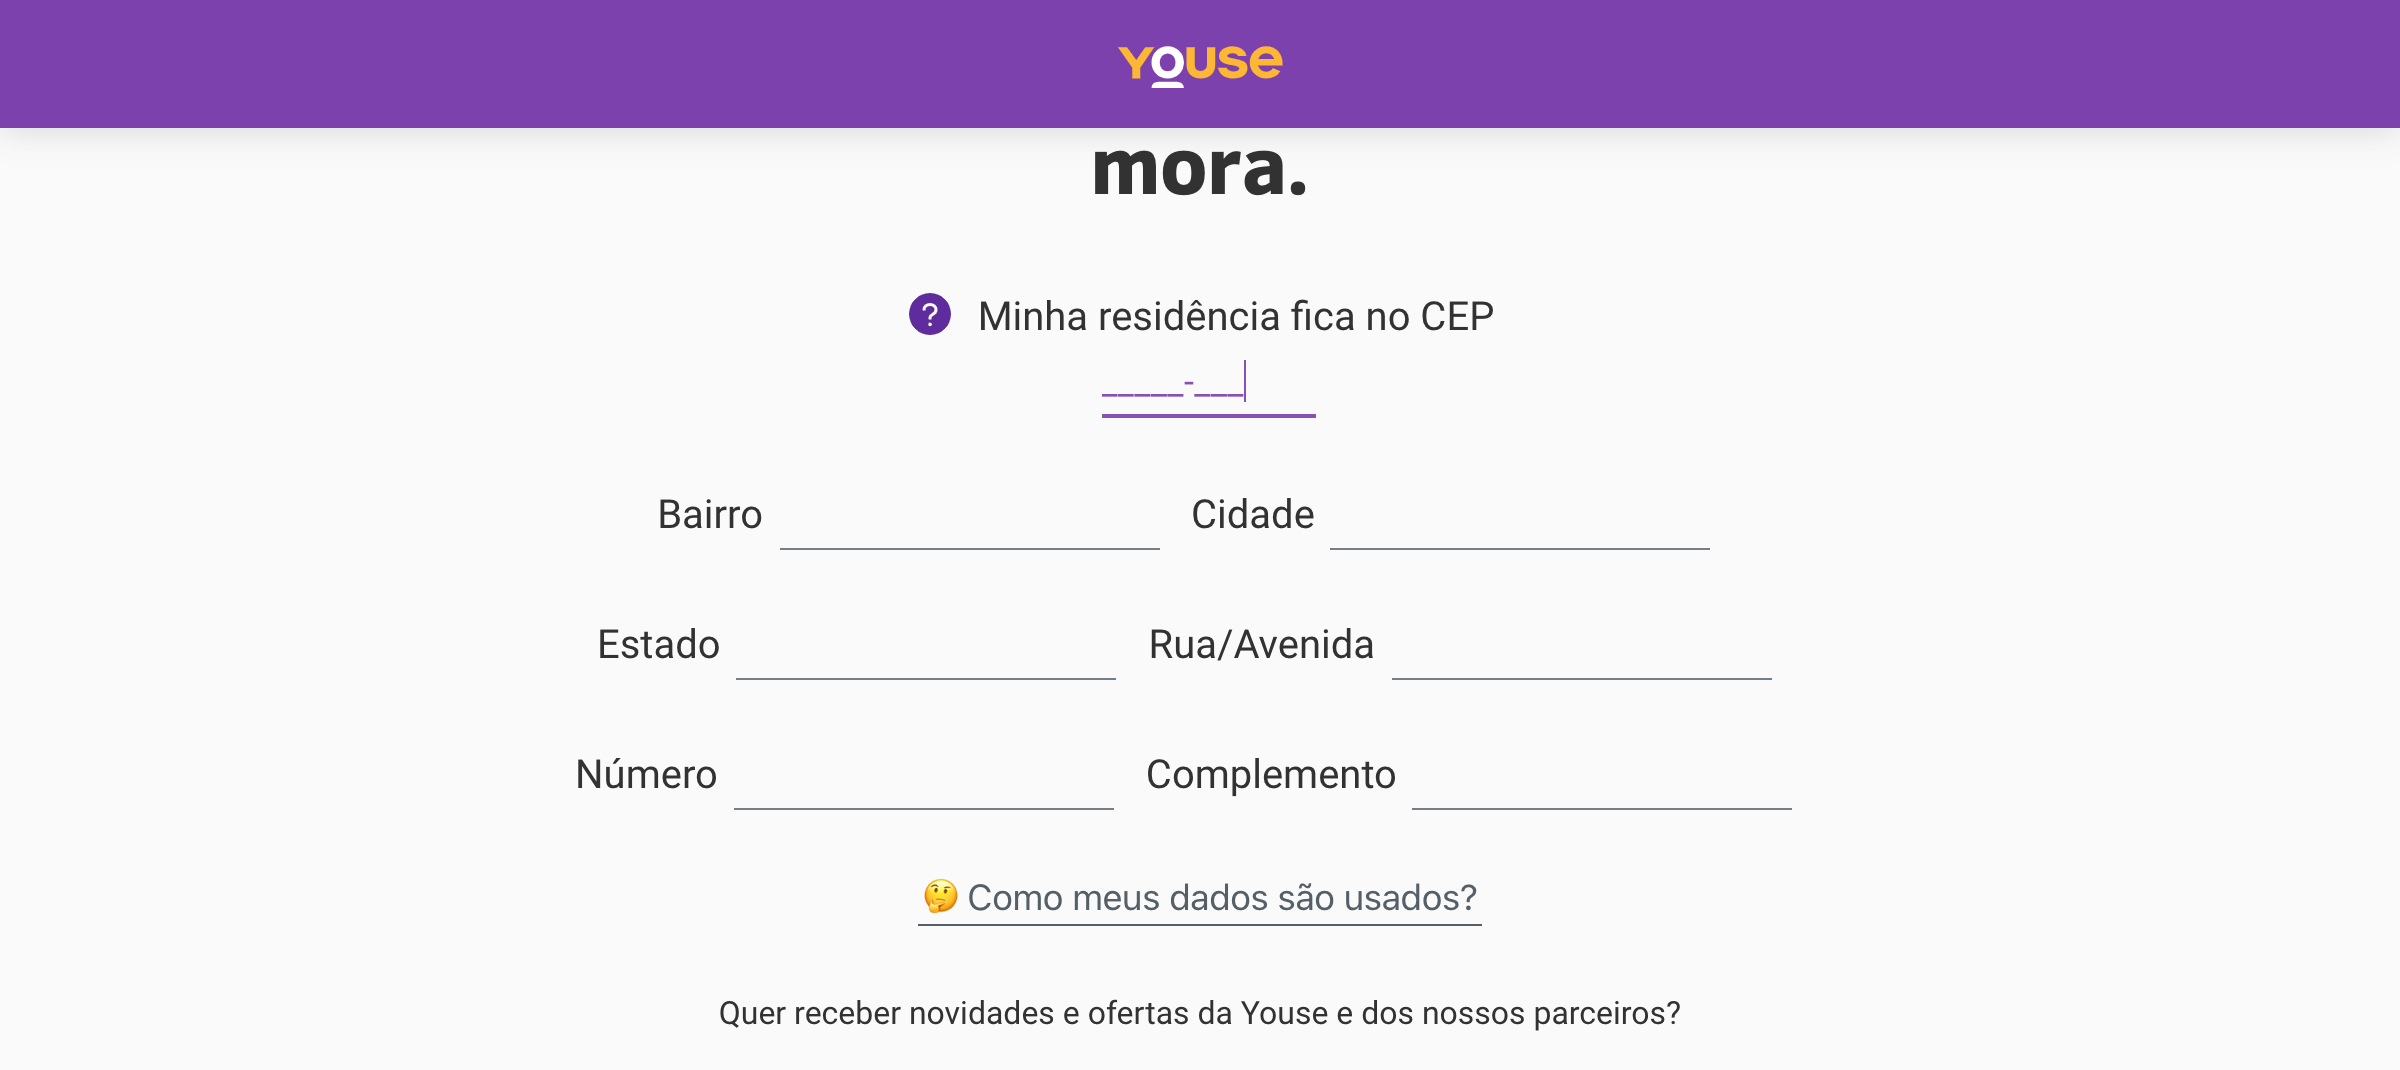 YOUSE
mora.
? Minha residência fica no CEP
_____-___
Bairro Cidade
Estado Rua/Avenida
Número Complemento
🤔 Como meus dados são usados?
Quer receber novidades e ofertas da Youse e dos nossos parceiros?